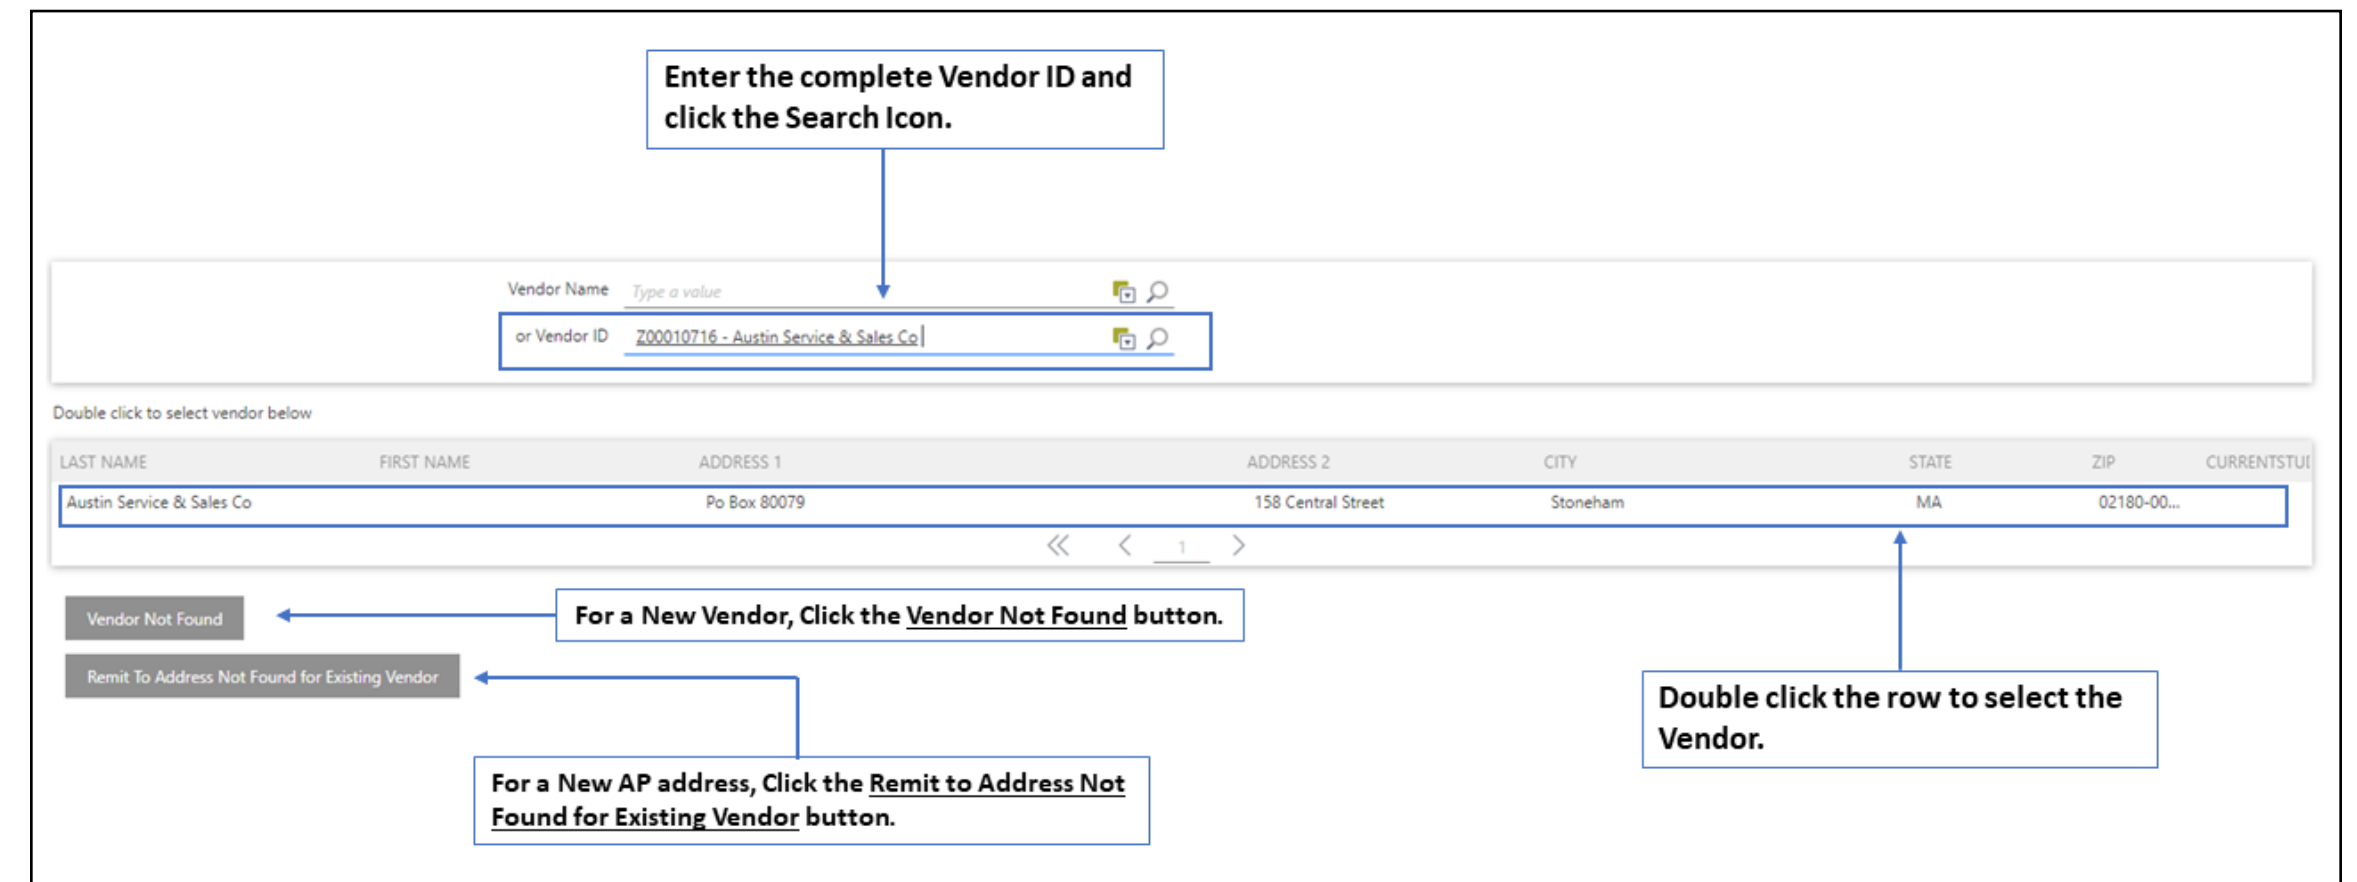 Enter the complete Vendor ID and
click the Search Icon.
Vendor Name Type a value
or Vendor ID Z00010716 - Austin Service & Sales Co
Double click to select vendor below
LAST NAME FIRST NAME ADDRESS 1 ADDRESS 2 CITY STATE ZIP CURRENTSTU
Austin Service & Sales Co Po Box 80079 158 Central Street Stoneham MA 02180-00...
1
Vendor Not Found
For a New Vendor, Click the Vendor Not Found button.
Remit To Address Not Found for Existing Vendor
Double click the row to select the
Vendor.
For a New AP address, Click the Remit to Address Not
Found for Existing Vendor button.